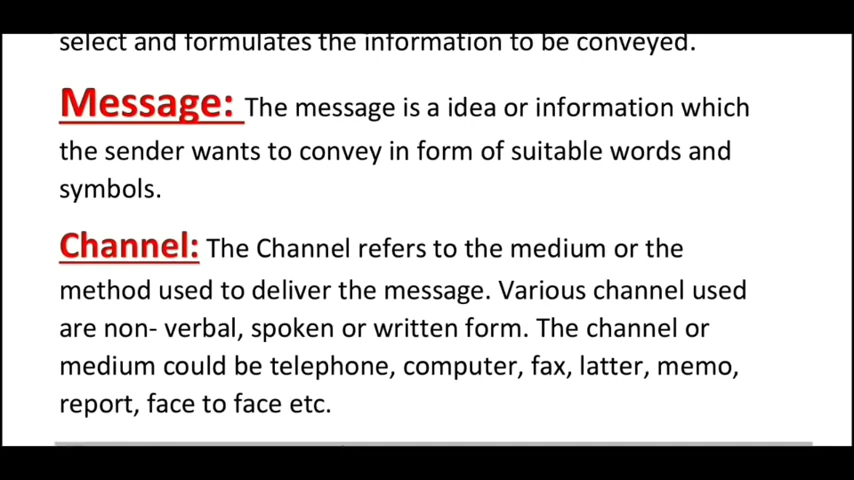 select and formulates the information to be conveyed.
Message: The message is a idea or information which
the sender wants to convey in form of suitable words and
symbols.
Channel: The Channel refers to the medium or the
method used to deliver the message. Various channel used
are non- verbal, spoken or written form. The channel or
medium could be telephone, computer, fax, latter, memo,
report, face to face etc.